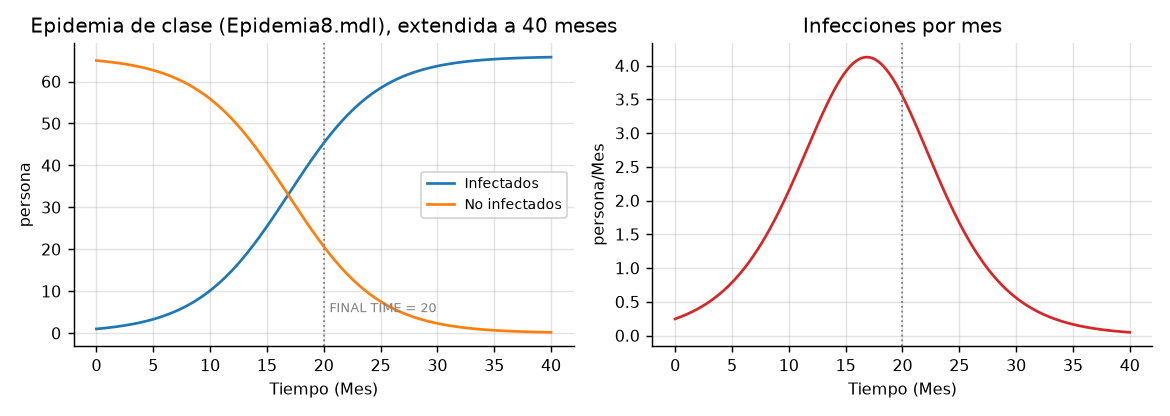 Epidemia de clase (Epidemia8.mdl), extendida a 40 meses
persona
60
50
40
30
20
10
0
Infectados
No infectados
FINAL TIME = 20
0 5 10 15 20 25 30 35 40
Tiempo (Mes)
Infecciones por mes
persona/Mes
4.0
3.5
3.0
2.5
2.0
1.5
1.0
0.5
0.0
0 5 10 15 20 25 30 35 40
Tiempo (Mes)